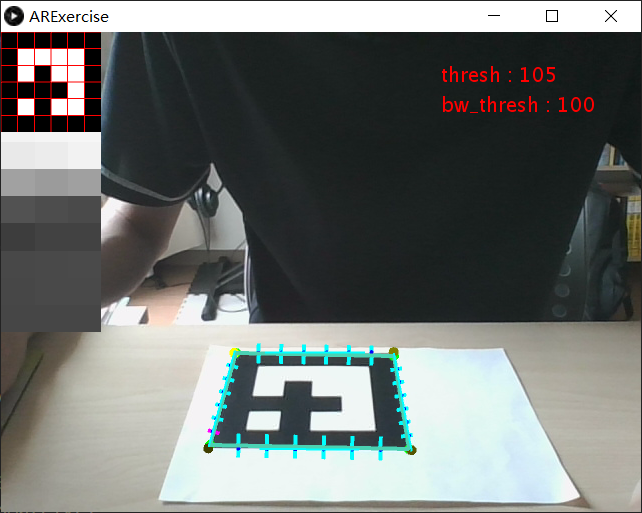 ARExercise
thresh : 105
bw_thresh : 100